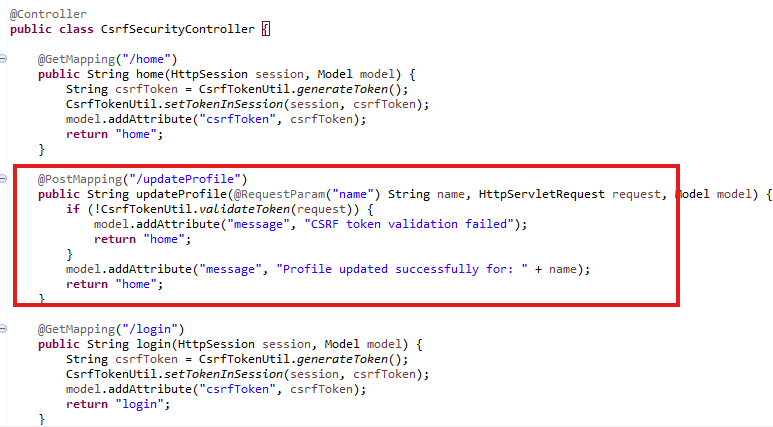 @Controller
public class CsrfSecurityController {
@GetMapping("/home")
public String home(HttpSession session, Model model) {
String csrfToken = CsrfTokenUtil.generateToken();
CsrfTokenUtil.setTokenInSession(session, csrfToken);
model.addAttribute("csrfToken", csrfToken);
return "home";
}
@PostMapping("/updateProfile")
public String updateProfile(@RequestParam("name") String name, HttpServletRequest request, Model model) {
if (!CsrfTokenUtil.validateToken(request)) {
model.addAttribute("message", "CSRF token validation failed");
return "home";
}
model.addAttribute("message", "Profile updated successfully for: " + name);
return "home";
}
@GetMapping("/login")
public String login(HttpSession session, Model model) {
String csrfToken = CsrfTokenUtil.generateToken();
CsrfTokenUtil.setTokenInSession(session, csrfToken);
model.addAttribute("csrfToken", csrfToken);
return "login";
}